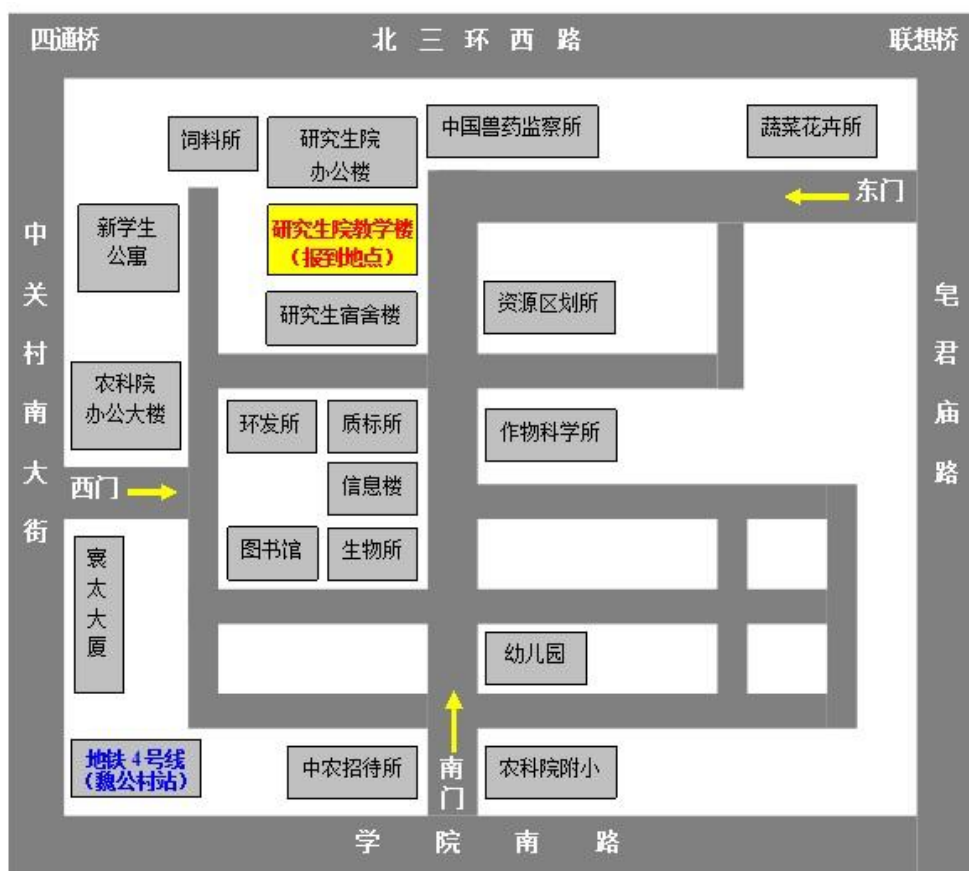 四通桥
北三环西路
联想桥
饲料所
研究生院
办公楼
中国兽药监察所
蔬菜花卉所
东门
中关村南大街
新学生
公寓
研究生院教学楼
（报到地点）
皂君庙路
研究生宿舍楼
资源区划所
农科院
办公大楼
环发所
质标所
作物科学所
西门
信息楼
图书馆
生物所
寰太大厦
幼儿园
地铁4号线
（魏公村站）
中农招待所
南门
农科院附小
学院南路